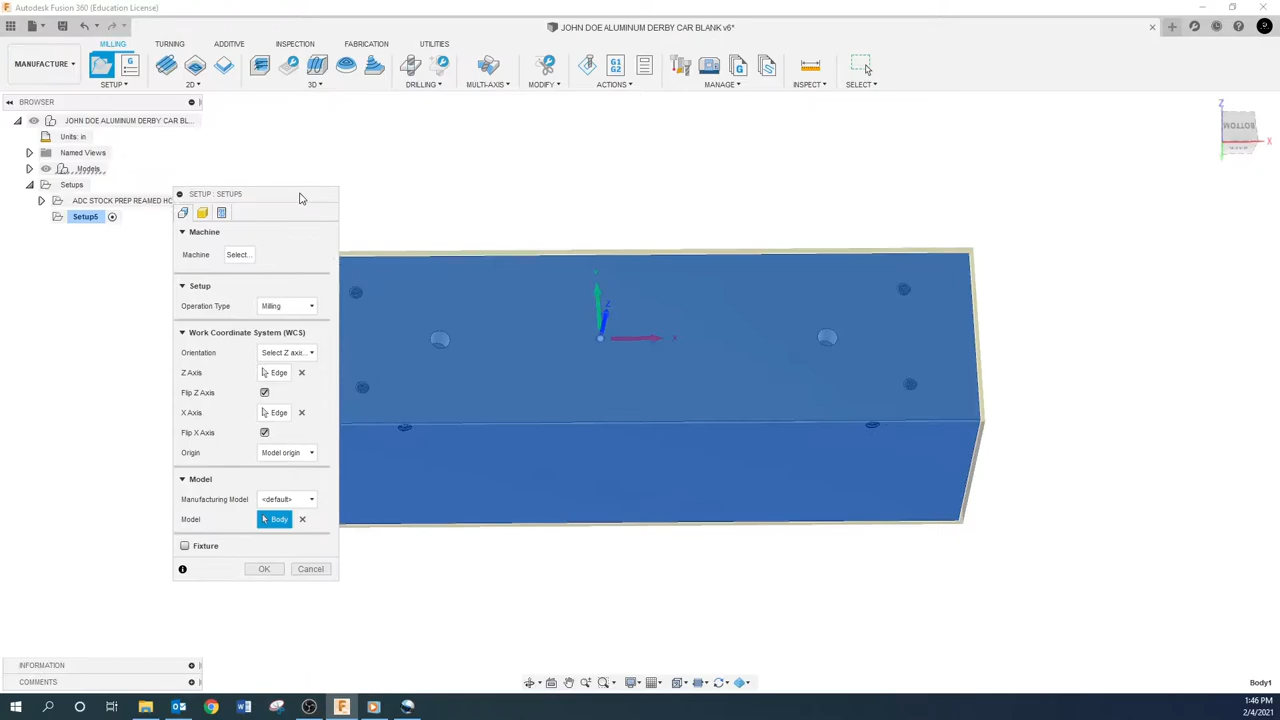 Autodesk Fusion 360 (Education License)
JOHN DOE ALUMINUM DERBY CAR BLANK v6*
MANUFACTURE
MILLING
TURNING
ADDITIVE
INSPECTION
FABRICATION
UTILITIES
SETUP
2D
3D
DRILLING
MULTI-AXIS
MODIFY
ACTIONS
MANAGE
INSPECT
SELECT
G1
G2
BROWSER
JOHN DOE ALUMINUM DERBY CAR BL...
Units: in
Named Views
Models
Setups
ADC STOCK PREP REAMED HO
Setup5
SETUP : SETUP5
Machine
Machine Select...
Setup
Operation Type Milling
Work Coordinate System (WCS)
Orientation Select Z axi...
Z Axis Edge
Flip Z Axis
X Axis Edge
Flip X Axis
Origin Model origin
Model
Manufacturing Model <default>
Model Body
Fixture
OK Cancel
Z
X
Z
BOTTOM
X
INFORMATION
COMMENTS
Body1
1:46 PM
2/4/2021